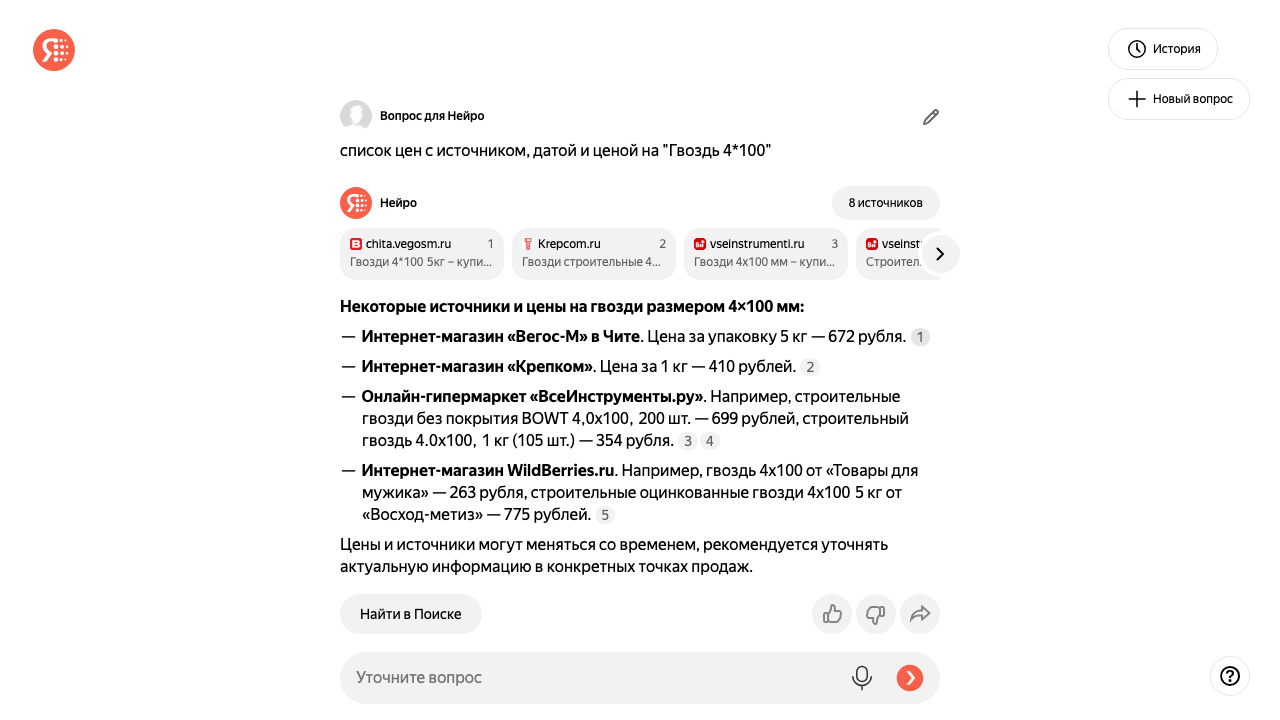 История
Новый вопрос
Вопрос для Нейро
список цен с источником, датой и ценой на "Гвоздь 4*100"
Нейро
8 источников
chita.vegosm.ru 1
Гвозди 4*100 5кг – купи...
Krepcom.ru 2
Гвозди строительные 4...
vseinstrumenti.ru 3
Гвозди 4х100 мм – купи...
vseinst
Строител
Некоторые источники и цены на гвозди размером 4×100 мм:
— Интернет-магазин «Вегос-М» в Чите. Цена за упаковку 5 кг — 672 рубля. 1
— Интернет-магазин «Крепком». Цена за 1 кг — 410 рублей. 2
— Онлайн-гипермаркет «ВсеИнструменты.ру». Например, строительные
гвозди без покрытия BOWT 4,0х100, 200 шт. — 699 рублей, строительный
гвоздь 4.0х100, 1 кг (105 шт.) — 354 рубля. 3 4
— Интернет-магазин WildBerries.ru. Например, гвоздь 4х100 от «Товары для
мужика» — 263 рубля, строительные оцинкованные гвозди 4х100 5 кг от
«Восход-метиз» — 775 рублей. 5
Цены и источники могут меняться со временем, рекомендуется уточнять
актуальную информацию в конкретных точках продаж.
Найти в Поиске
Уточните вопрос